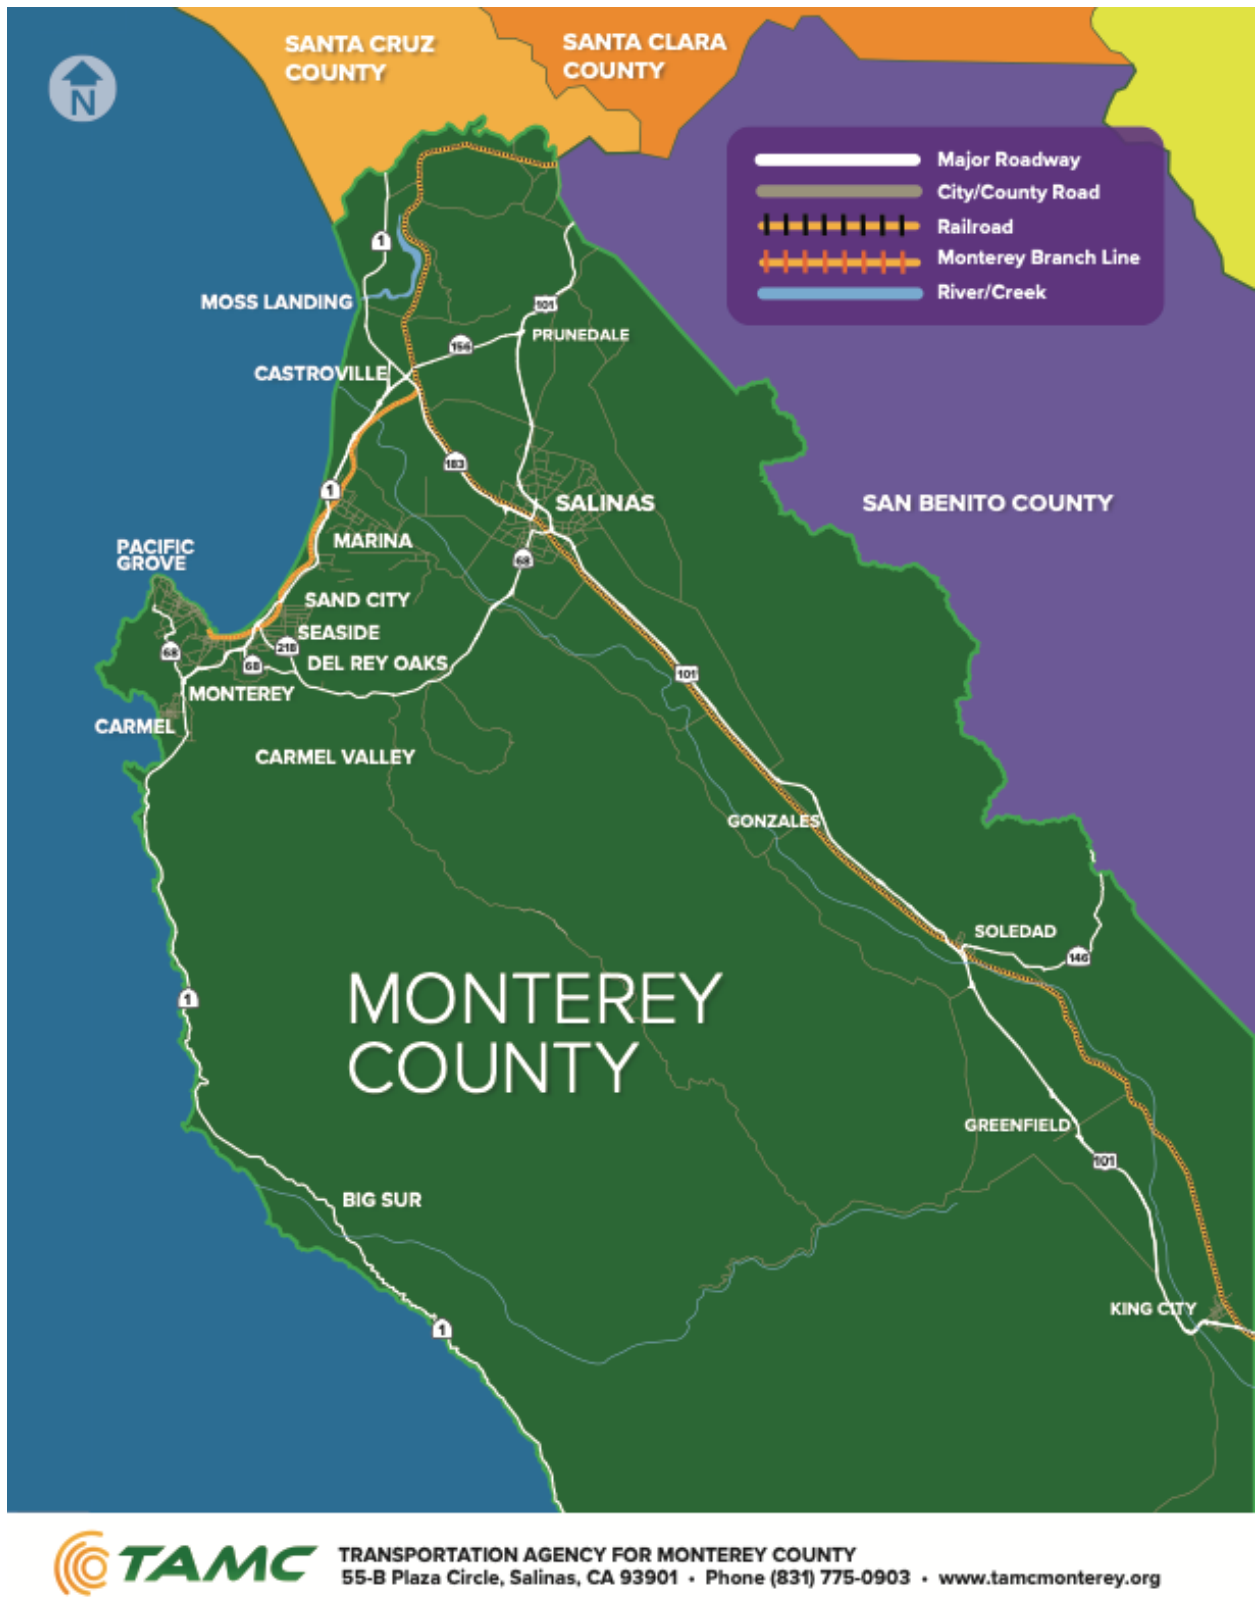 SANTA CRUZ
COUNTY
SANTA CLARA
COUNTY
N
Major Roadway
City/County Road
Railroad
Monterey Branch Line
River/Creek
1
MOSS LANDING
101
PRUNEDALE
156
CASTROVILLE
183
1
SALINAS
SAN BENITO COUNTY
MARINA
PACIFIC
GROVE
68
SAND CITY
SEASIDE
218
68
68
DEL REY OAKS
101
MONTEREY
CARMEL
CARMEL VALLEY
GONZALES
SOLEDAD
146
1
MONTEREY
COUNTY
GREENFIELD
101
BIG SUR
KING CITY
1
TAMC
TRANSPORTATION AGENCY FOR MONTEREY COUNTY
55-B Plaza Circle, Salinas, CA 93901 • Phone (831) 775-0903 • www.tamcmonterey.org